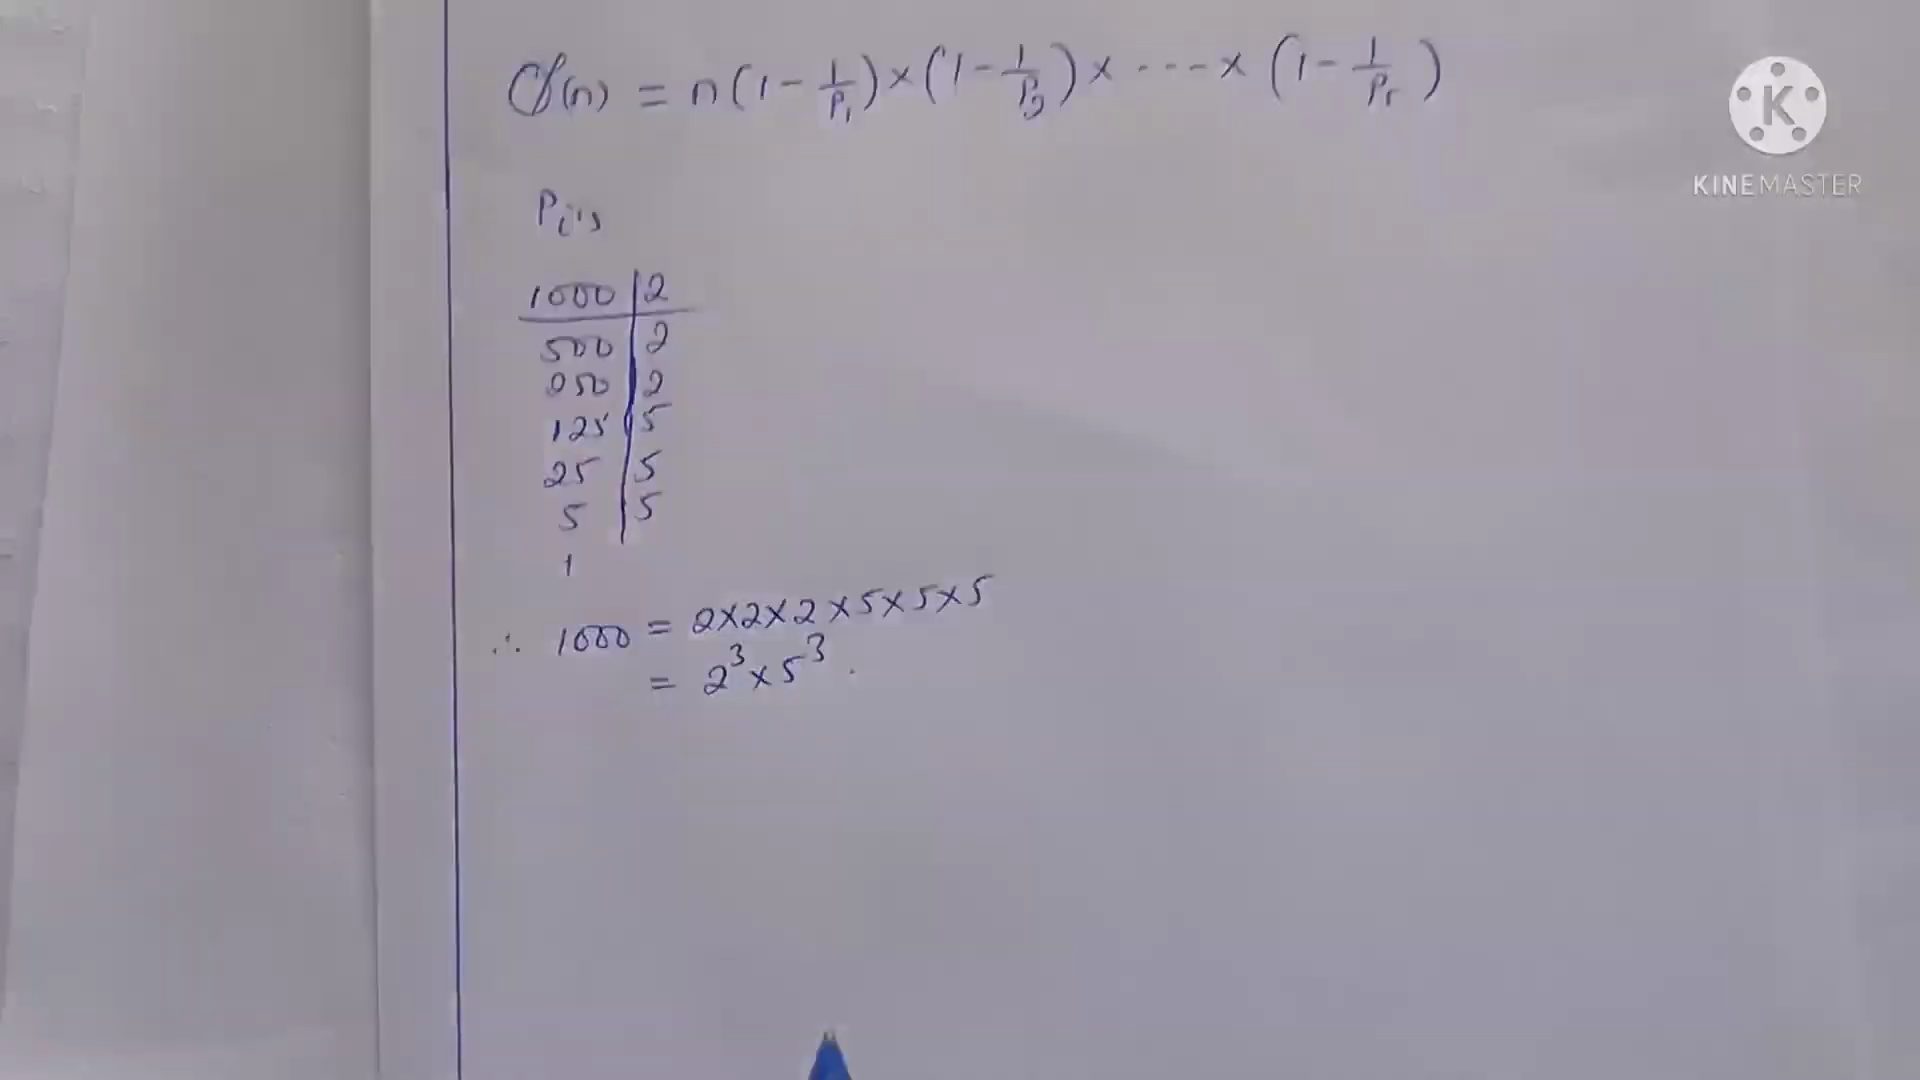 φ(n) = n(1 - 1/P₁) × (1 - 1/P₂) × ---- × (1 - 1/Pᵣ)
K
KINEMASTER
Pᵢ's
1000 | 2
500 | 2
250 | 2
125 | 5
25 | 5
5 | 5
1
∴ 1000 = 2×2×2×5×5×5
= 2³×5³.